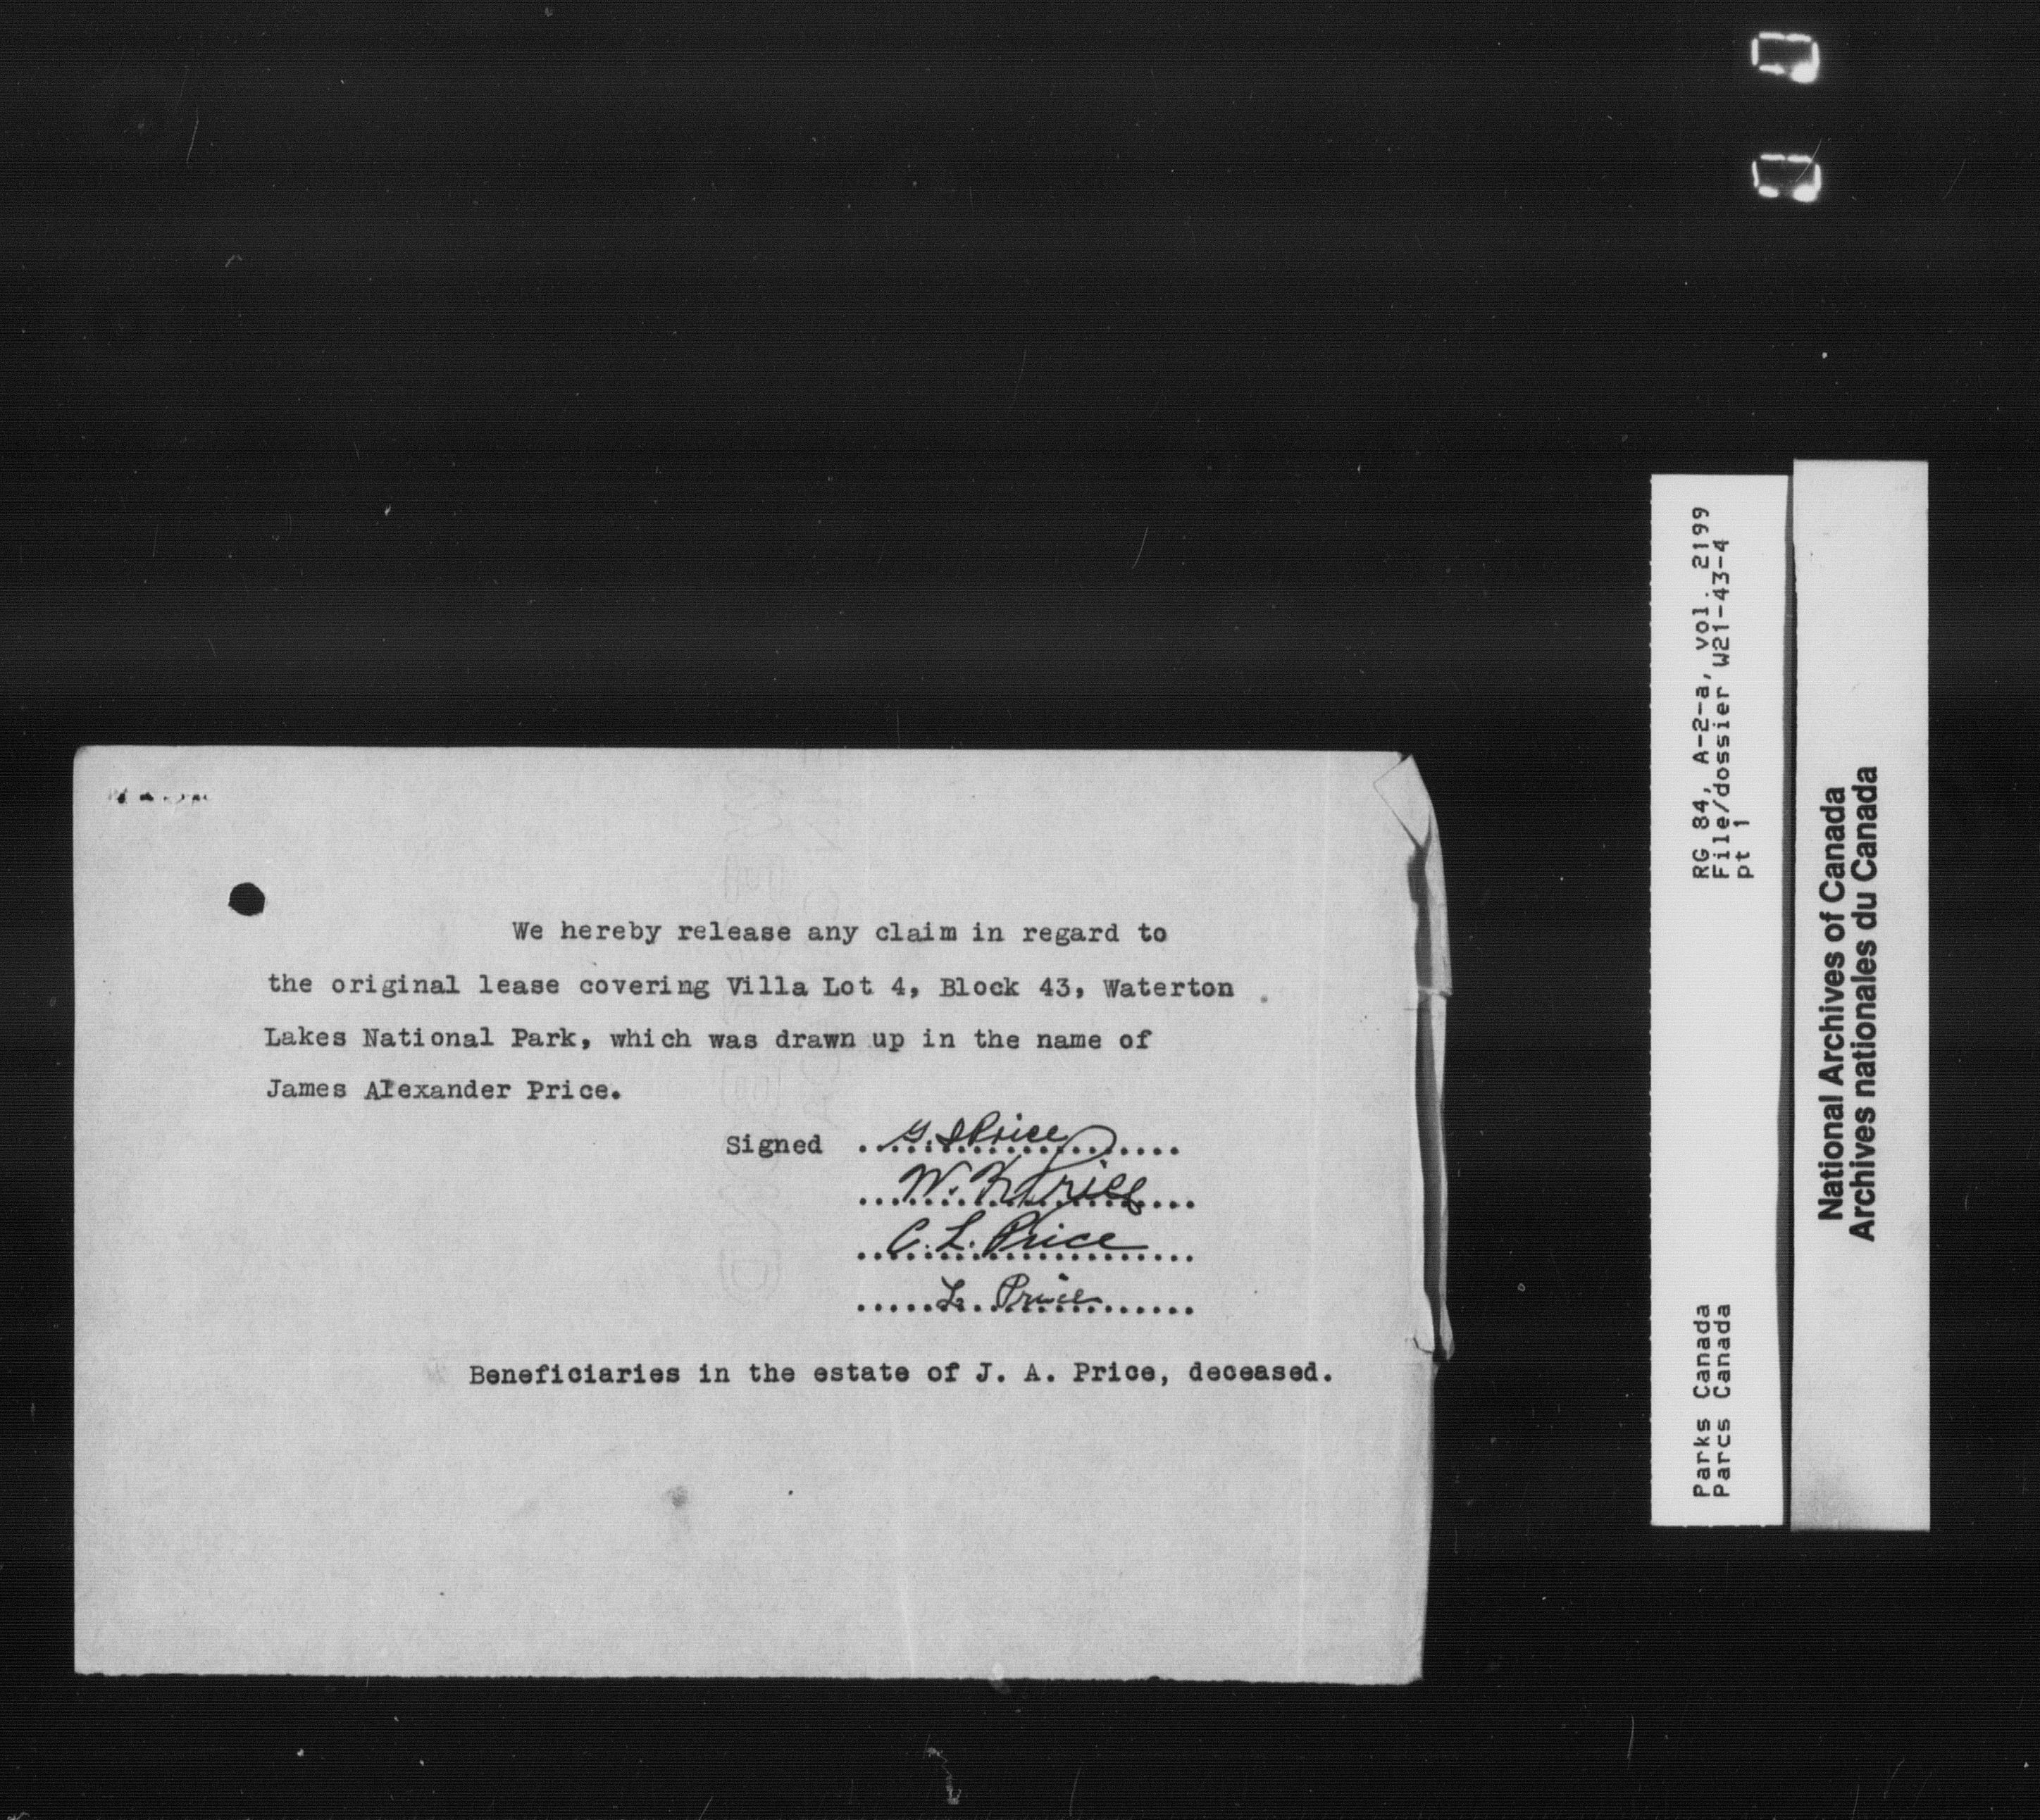 We hereby release any claim in regard to
the original lease covering Villa Lot 4, Block 43, Waterton
Lakes National Park, which was drawn up in the name of
James Alexander Price.
Signed G. S Price
W. K Price
C. L. Price
L. Price
Beneficiaries in the estate of J. A. Price, deceased.
RG 84, A-2-a, vol. 2199
File/dossier W21-43-4
pt 1
Parks Canada
Parcs Canada
National Archives of Canada
Archives nationales du Canada